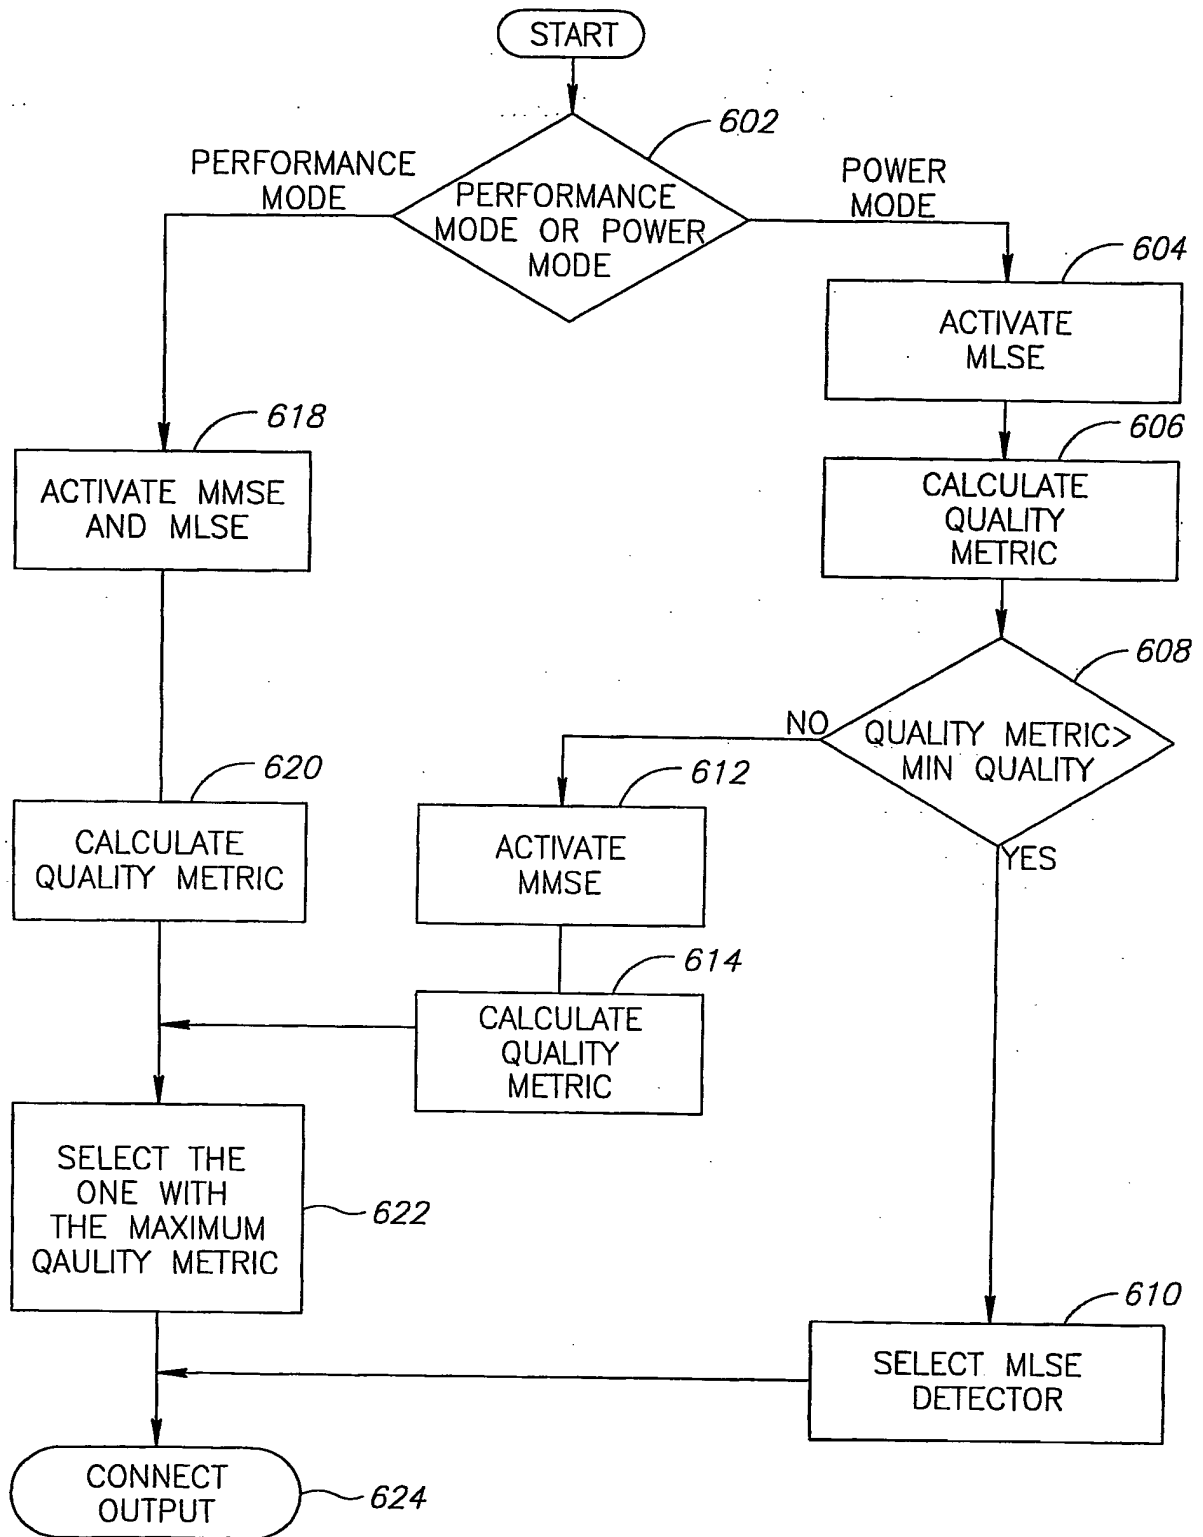 START
602
PERFORMANCE
MODE
PERFORMANCE
MODE OR POWER
MODE
POWER
MODE
604
ACTIVATE
MLSE
618
ACTIVATE MMSE
AND MLSE
606
CALCULATE
QUALITY
METRIC
608
QUALITY METRIC>
MIN QUALITY
NO
YES
620
CALCULATE
QUALITY METRIC
612
ACTIVATE
MMSE
614
CALCULATE
QUALITY
METRIC
SELECT THE
ONE WITH
THE MAXIMUM
QAULITY METRIC
622
610
SELECT MLSE
DETECTOR
CONNECT
OUTPUT
624